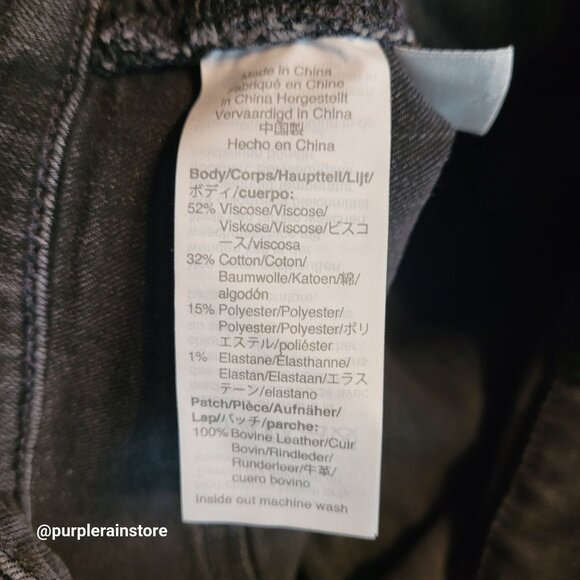 Made in China
Fabriqué en Chine
In China Hergestellt
Vervaardigd in China
中国製
Hecho en China
Body/Corps/Hauptteil/Lijf/
ボディ/cuerpo:
52% Viscose/Viscose/
Viskose/Viscose/ビスコ
ース/viscosa
32% Cotton/Coton/
Baumwolle/Katoen/綿/
algodón
15% Polyester/Polyester/
Polyester/Polyester/ポリ
エステル/poliéster
1% Elastane/Élasthanne/
Elastan/Elastaan/エラス
テーン/elastano
Patch/Pièce/Aufnäher/
Lap/パッチ/parche:
100% Bovine Leather/Cuir
Bovin/Rindleder/
Runderleer/牛革/
cuero bovino
Inside out machine wash
@purplerainstore